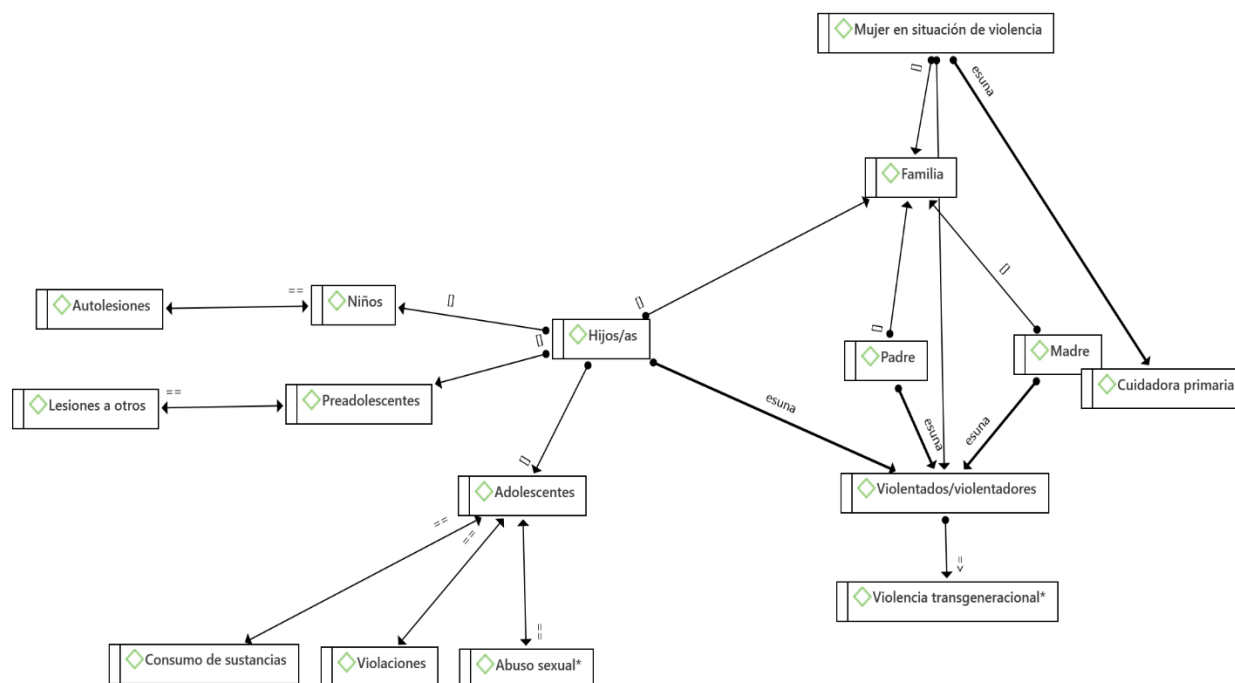 Mujer en situación de violencia
[]
esuna
Familia
[]
[]
[]
==
Autolesiones
Niños
[]
[]
Hijos/as
Padre
Madre
Cuidadora primaria
==
Lesiones a otros
Preadolescentes
esuna
esuna
esuna
[]
Adolescentes
Violentados/violentadores
==
==
=>
Violencia transgeneracional*
==
Consumo de sustancias
Violaciones
Abuso sexual*